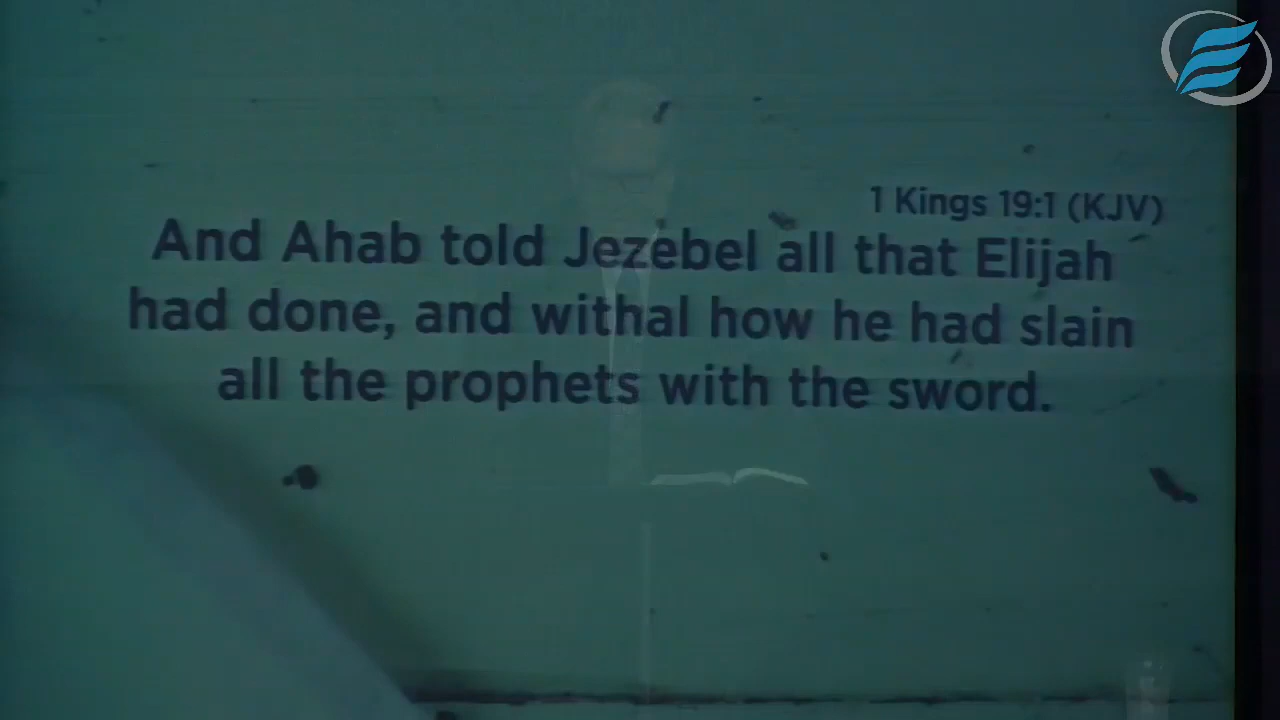 1 Kings 19:1 (KJV)
And Ahab told Jezebel all that Elijah
had done, and withal how he had slain
all the prophets with the sword.